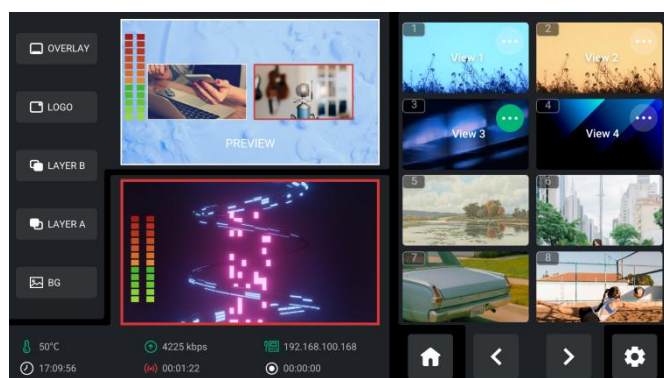 OVERLAY
LOGO
LAYER B
LAYER A
BG
PREVIEW
50°C
4225 kbps
192.168.100.168
17:09:56
00:01:22
00:00:00
1
View 1
2
View 2
3
View 3
4
View 4
5
6
7
8